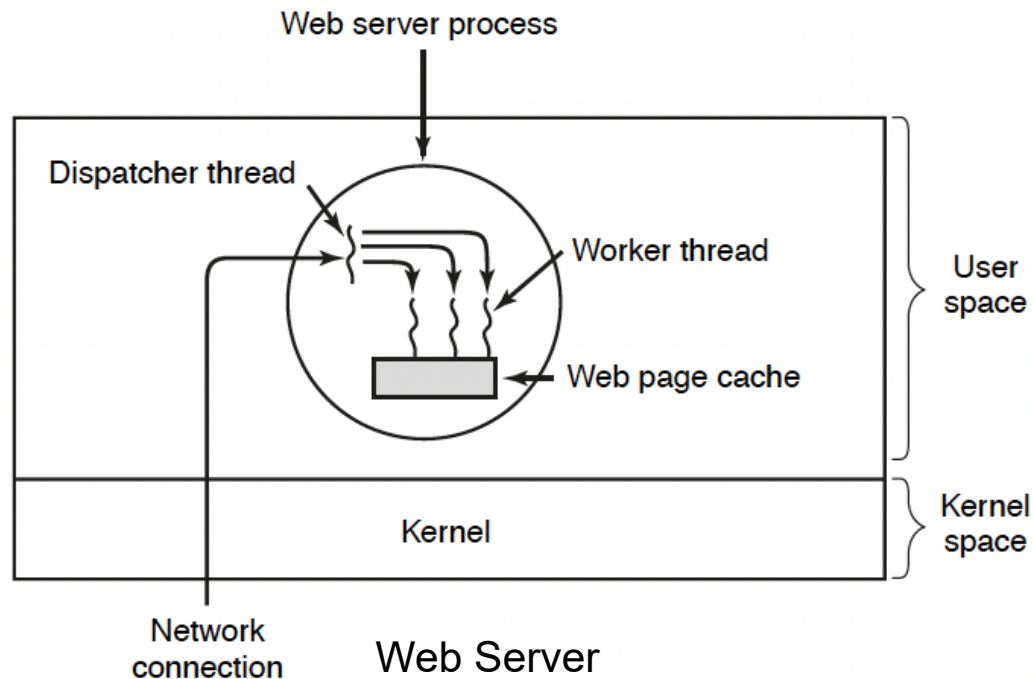 Web server process
Dispatcher thread
Worker thread
User
space
Web page cache
Kernel
Kernel
space
Network
connection
Web Server